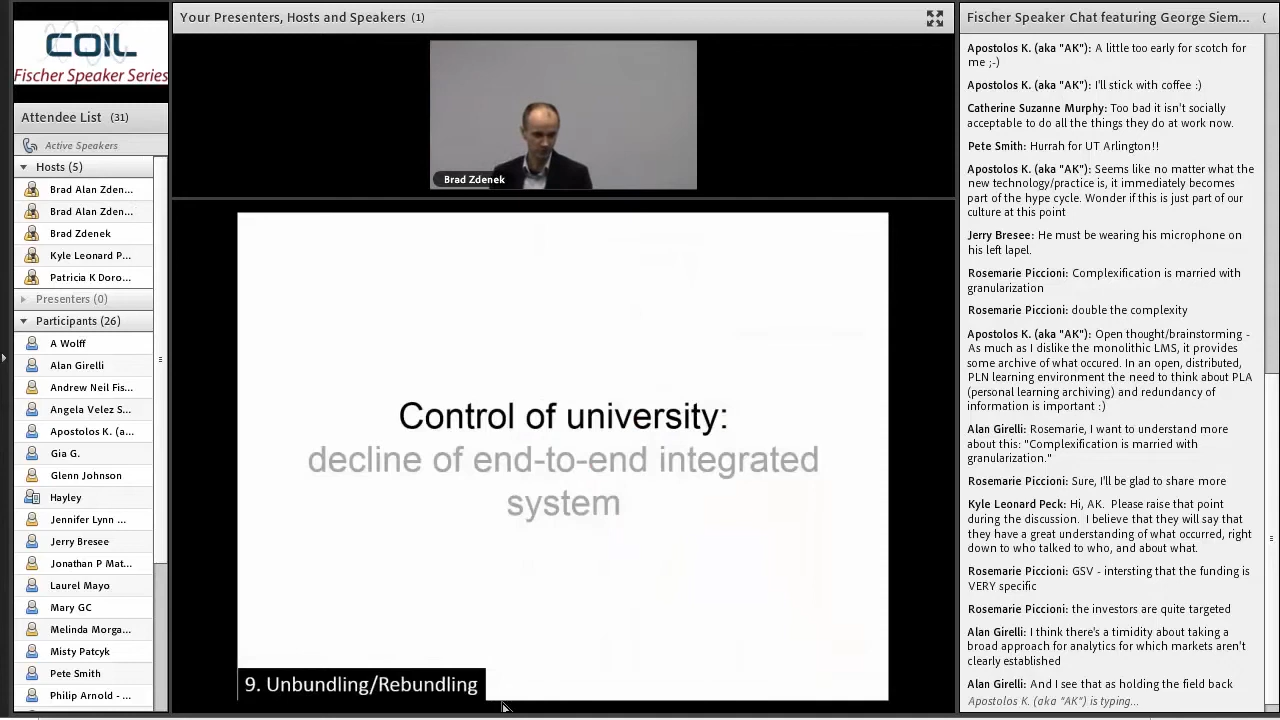 COIL
Fischer Speaker Series
Attendee List (31)
Active Speakers
Hosts (5)
Brad Alan Zden...
Brad Alan Zden...
Brad Zdenek
Kyle Leonard P...
Patricia K Doro...
Presenters (0)
Participants (26)
A Wolff
Alan Girelli
Andrew Neil Fis...
Angela Velez S...
Apostolos K. (a...
Gia G.
Glenn Johnson
Hayley
Jennifer Lynn ...
Jerry Bresee
Jonathan P Mat...
Laurel Mayo
Mary GC
Melinda Morga...
Misty Patcyk
Pete Smith
Philip Arnold - ...
Your Presenters, Hosts and Speakers (1)
Brad Zdenek
Control of university:
decline of end-to-end integrated
system
9. Unbundling/Rebundling
Fischer Speaker Chat featuring George Siem... (
Apostolos K. (aka "AK"): A little too early for scotch for
me ;-)
Apostolos K. (aka "AK"): I'll stick with coffee :)
Catherine Suzanne Murphy: Too bad it isn't socially
acceptable to do all the things they do at work now.
Pete Smith: Hurrah for UT Arlington!!
Apostolos K. (aka "AK"): Seems like no matter what the
new technology/practice is, it immediately becomes
part of the hype cycle. Wonder if this is just part of our
culture at this point
Jerry Bresee: He must be wearing his microphone on
his left lapel.
Rosemarie Piccioni: Complexification is married with
granularization
Rosemarie Piccioni: double the complexity
Apostolos K. (aka "AK"): Open thought/brainstorming -
As much as I dislike the monolithic LMS, it provides
some archive of what occurred. In an open, distributed,
PLN learning environment the need to think about PLA
(personal learning archiving) and redundancy of
information is important :)
Alan Girelli: Rosemarie, I want to understand more
about this: "Complexification is married with
granularization."
Rosemarie Piccioni: Sure, I'll be glad to share more
Kyle Leonard Peck: Hi, AK. Please raise that point
during the discussion. I believe that they will say that
they have a great understanding of what occurred, right
down to who talked to who, and about what.
Rosemarie Piccioni: GSV - intersting that the funding is
VERY specific
Rosemarie Piccioni: the investors are quite targeted
Alan Girelli: I think there's a timidity about taking a
broad approach for analytics for which markets aren't
clearly established
Alan Girelli: And I see that as holding the field back
Apostolos K. (aka "AK") is typing...